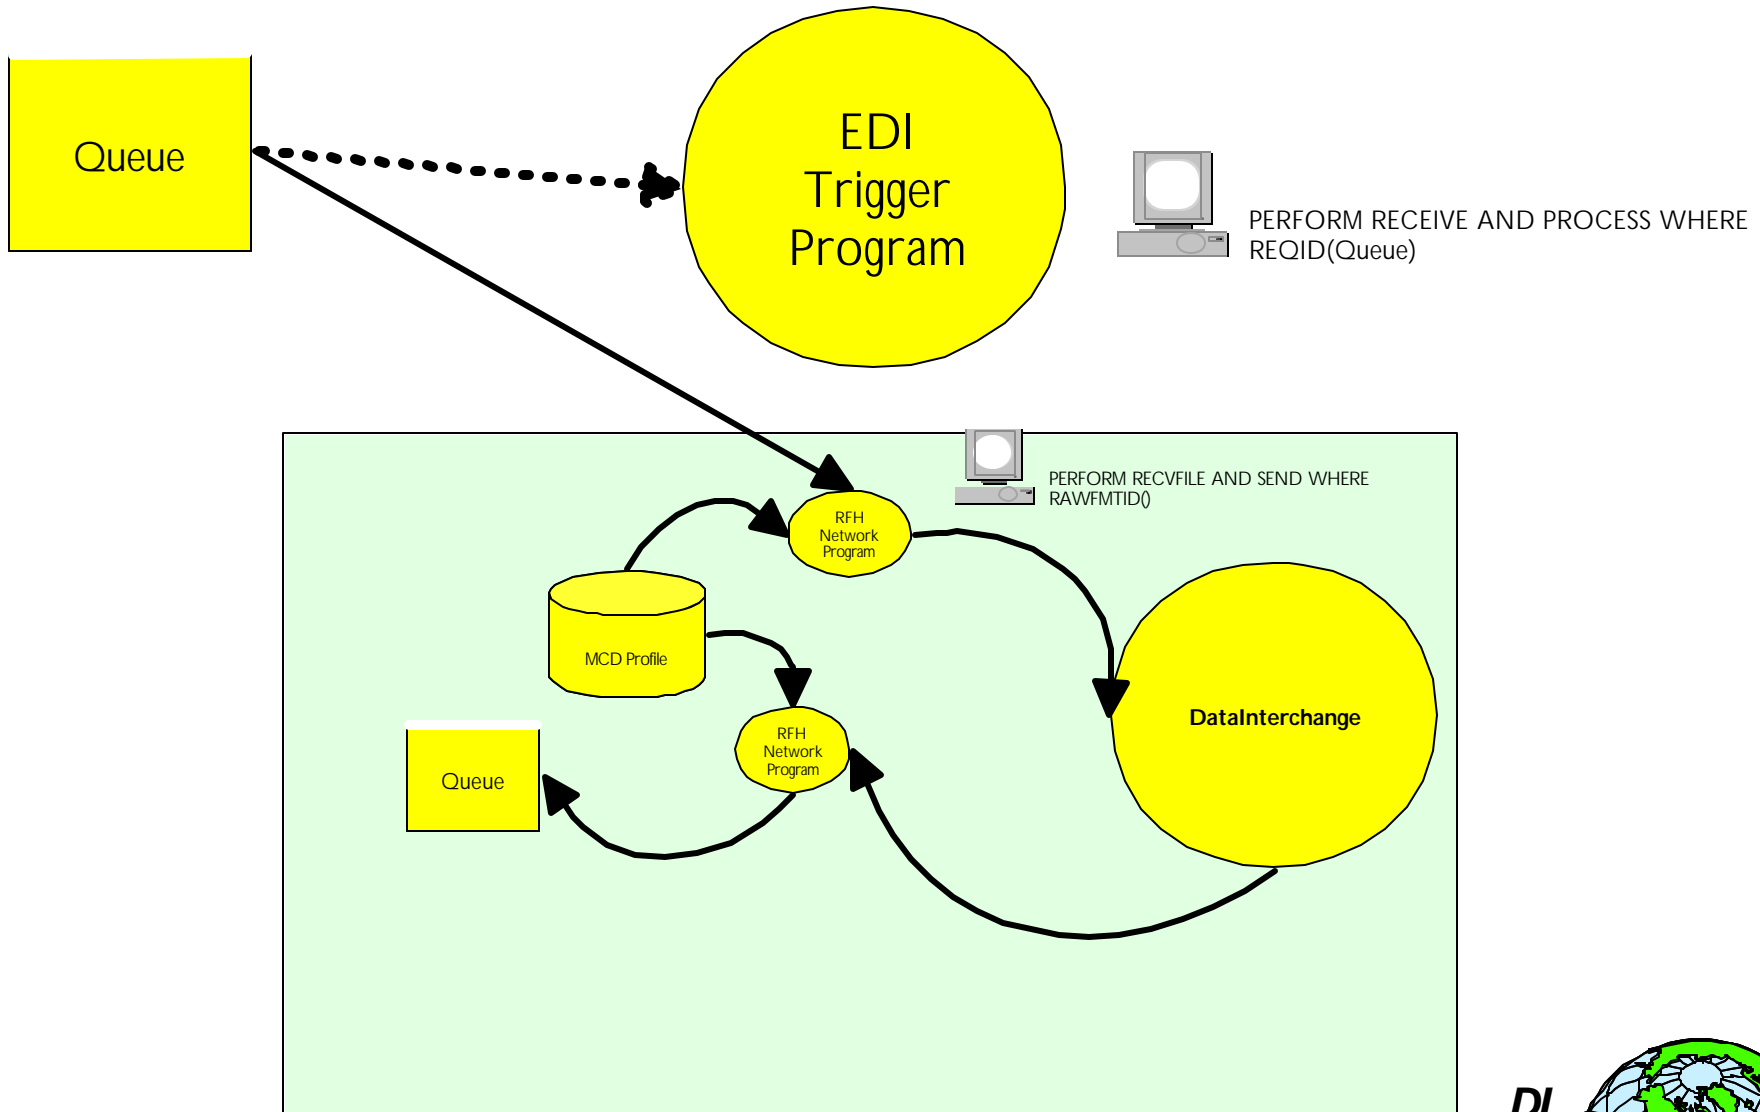 Queue
EDI
Trigger
Program
PERFORM RECEIVE AND PROCESS WHERE
REQID(Queue)
PERFORM RECVFILE AND SEND WHERE
RAWFMTID()
RFH
Network
Program
MCD Profile
DataInterchange
RFH
Network
Program
Queue
DI